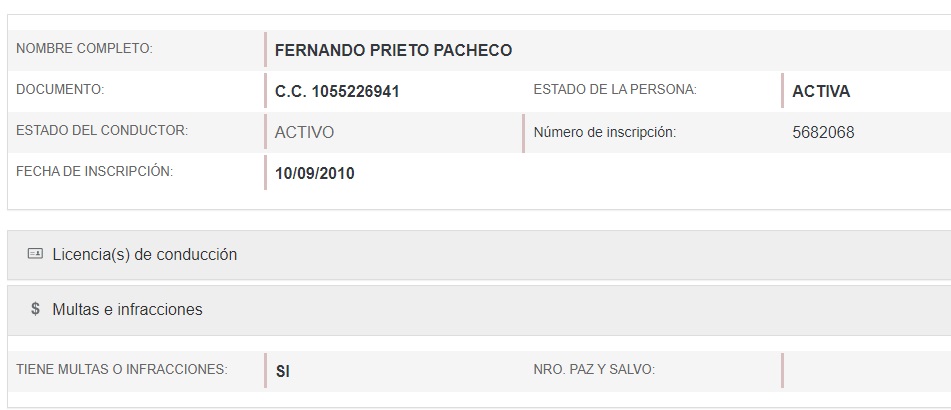 NOMBRE COMPLETO: FERNANDO PRIETO PACHECO
DOCUMENTO: C.C. 1055226941 ESTADO DE LA PERSONA: ACTIVA
ESTADO DEL CONDUCTOR: ACTIVO Número de inscripción: 5682068
FECHA DE INSCRIPCIÓN: 10/09/2010
Licencia(s) de conducción
$ Multas e infracciones
TIENE MULTAS O INFRACCIONES: SI NRO. PAZ Y SALVO: